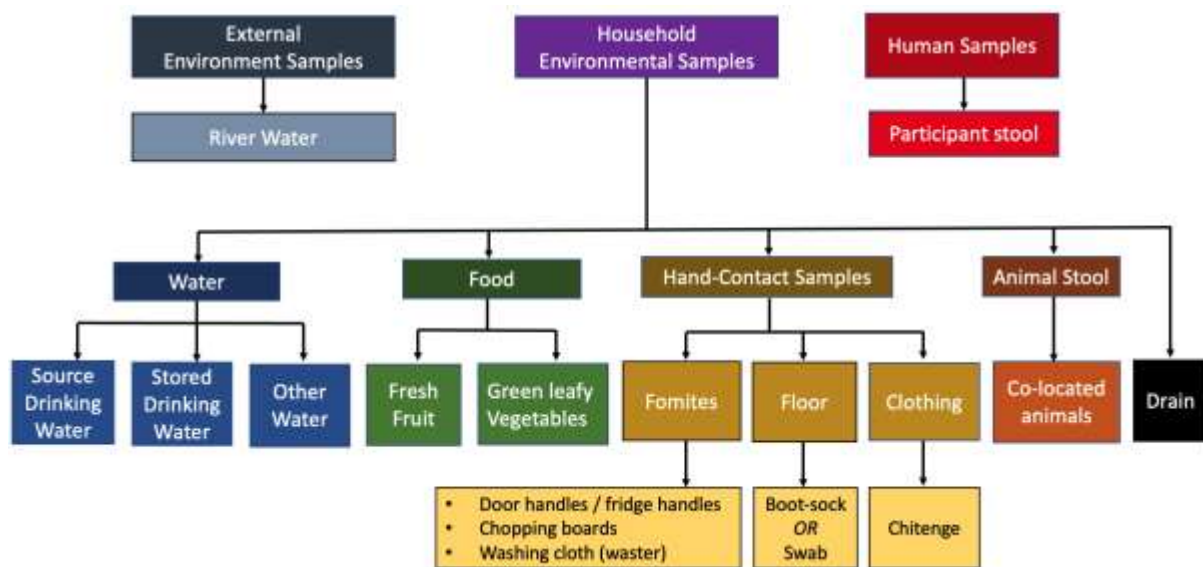 External
Environment Samples
Household
Environmental Samples
Human Samples
River Water
Participant stool
Water
Food
Hand-Contact Samples
Animal Stool
Source
Drinking
Water
Stored
Drinking
Water
Other
Water
Fresh
Fruit
Green leafy
Vegetables
Fomites
Floor
Clothing
Co-located
animals
Drain
• Door handles / fridge handles
• Chopping boards
• Washing cloth (waster)
Boot-sock
OR
Swab
Chitenge